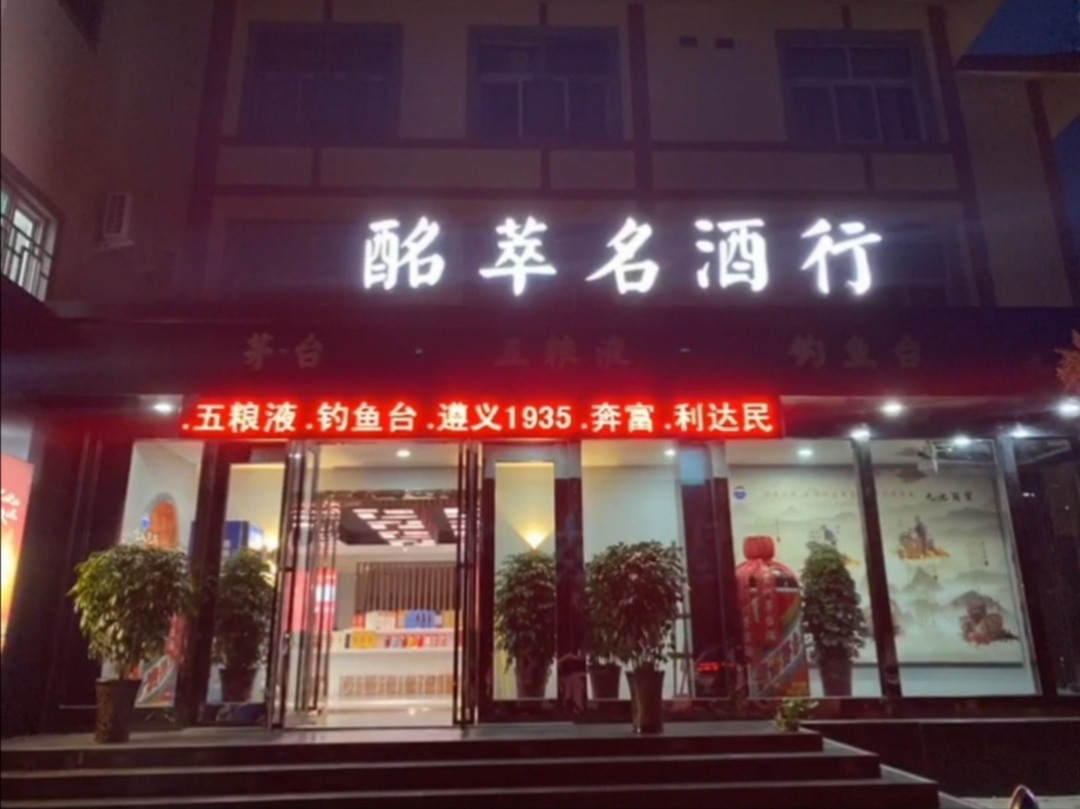 酩萃名酒行
茅台 - 五粮液 - 钓鱼台
.五粮液.钓鱼台.遵义1935.奔富.利达民